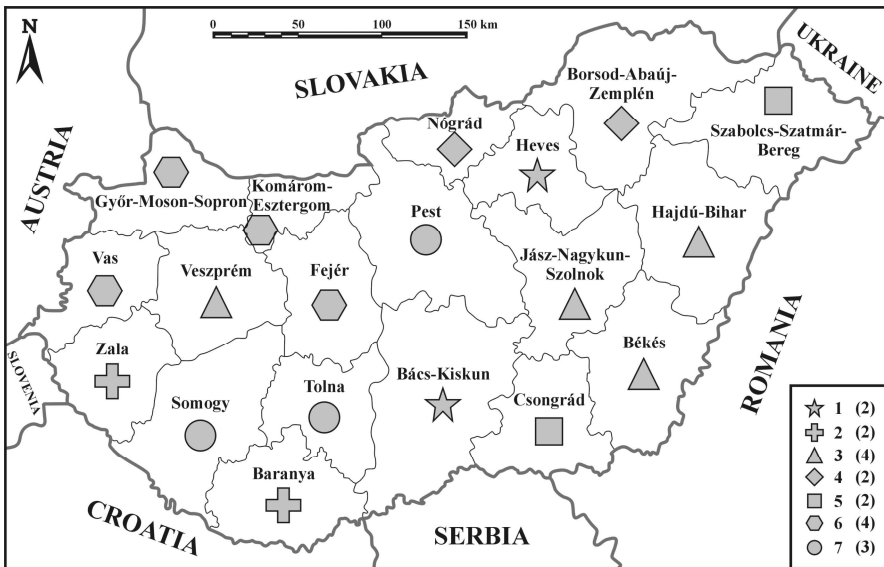 N
0 50 100 150 km
SLOVAKIA
UKRAINE
AUSTRIA
SLOVENIA
CROATIA
SERBIA
ROMANIA
Borsod-Abaúj-
Zemplén
Szabolcs-Szatmár-
Bereg
Nógrád
Heves
Győr-Moson-Sopron
Komárom-
Esztergom
Pest
Hajdú-Bihar
Jász-Nagykun-
Szolnok
Vas
Veszprém
Fejér
Békés
Zala
Somogy
Tolna
Bács-Kiskun
Csongrád
Baranya
1 (2)
2 (2)
3 (4)
4 (2)
5 (2)
6 (4)
7 (3)